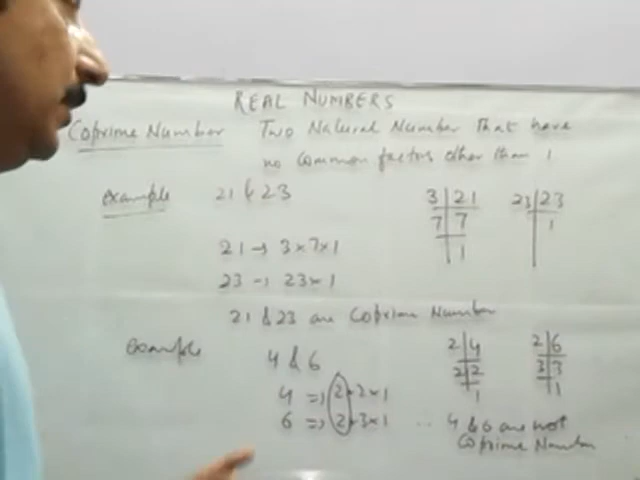 REAL NUMBERS
Coprime Number Two Natural Number That have
no Common factors other than 1
example 21 & 23
3 | 21
7 | 7
1
23 | 23
1
21 → 3×7×1
23 → 23×1
21 & 23 are Coprime Number
example 4 & 6
2 | 4
2 | 2
1
2 | 6
3 | 3
1
4 => 2×2×1
6 => 2×3×1 ∴ 4 & 6 are not
Coprime Number